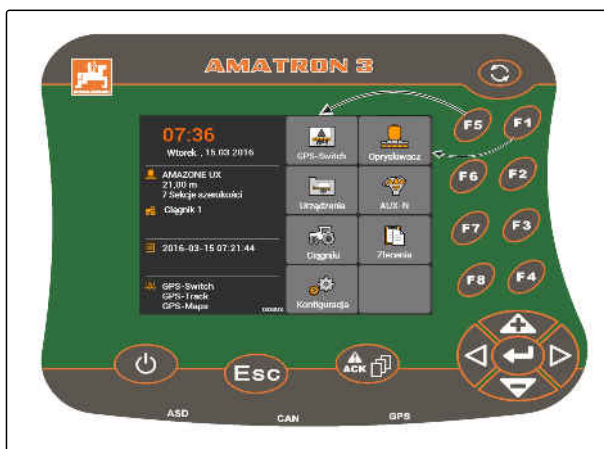 AMATRON 3
07:36
Wtorek , 15.03 2016
AMAZONE UX
21,00 m
7 Sekcje szerokości
Ciągnik 1
2016-03-15 07:21:44
GPS-Switch
GPS-Track
GPS-Maps
GPS-Switch
Opryskiwacz
Urządzenia
AUX-N
Ciągniki
Zlecenia
Konfiguracja
F5
F1
F6
F2
F7
F3
F8
F4
Esc
ACK
ASD
CAN
GPS